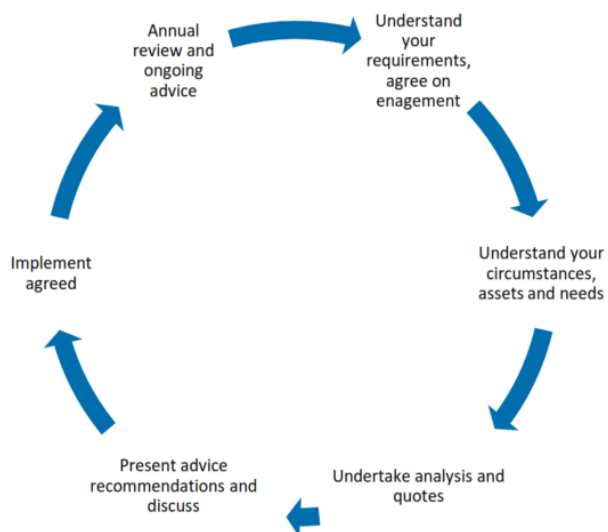 Annual
review and
ongoing
advice
Understand
your
requirements,
agree on
enagement
Understand your
circumstances,
assets and needs
Undertake analysis and
quotes
Present advice
recommendations and
discuss
Implement
agreed